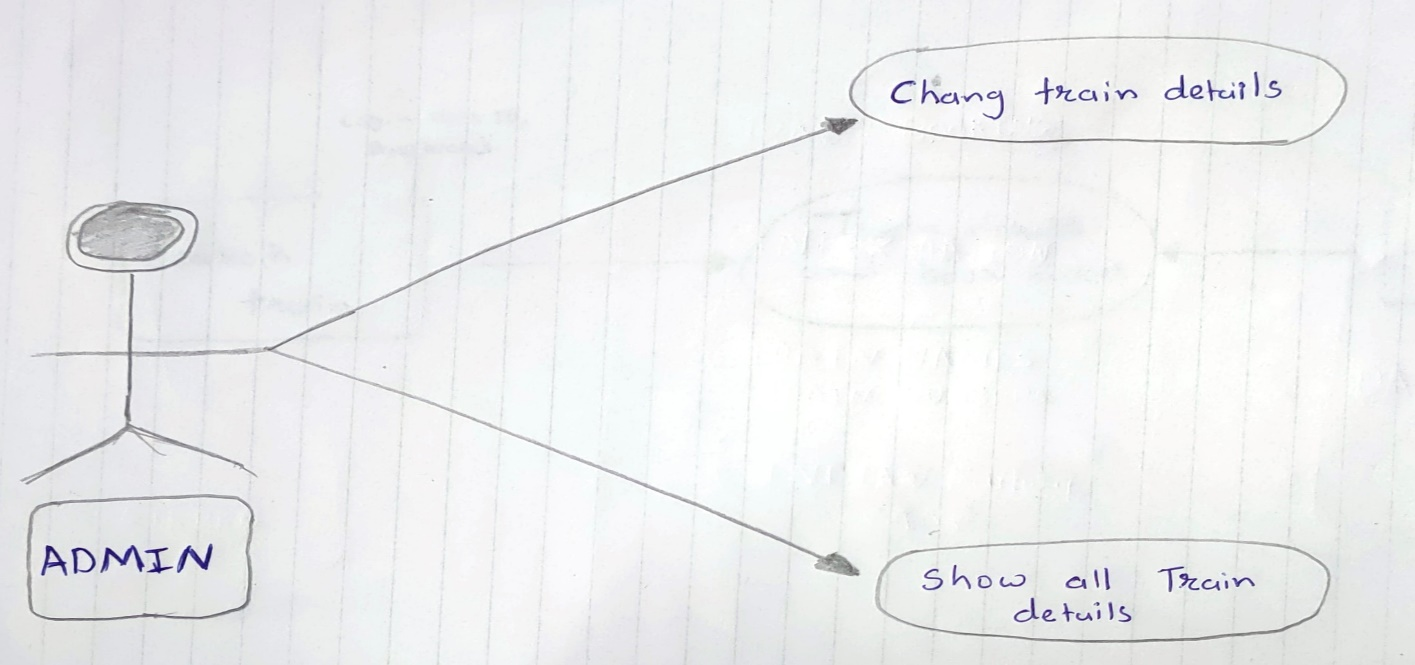 Chang train details
ADMIN
Show all Train
details